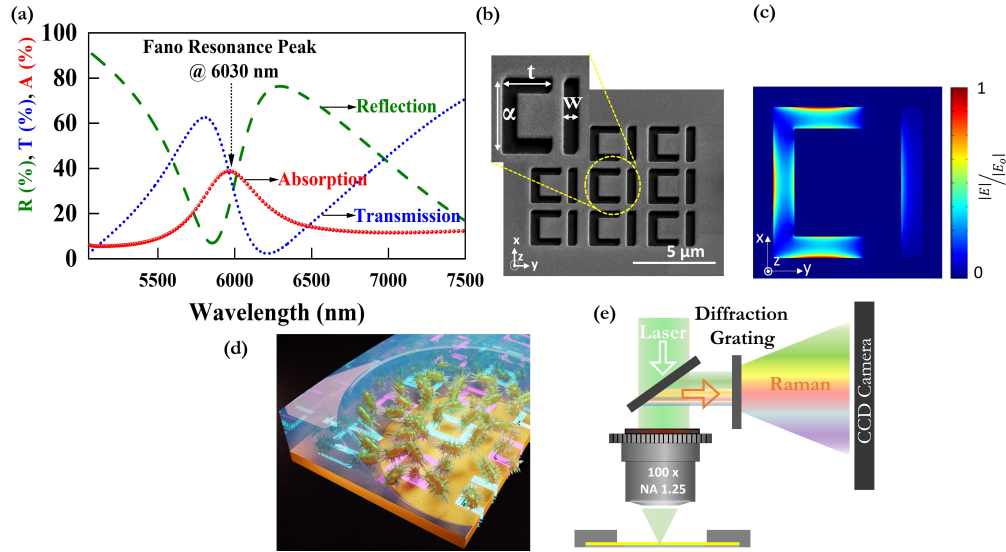 (a)
R (%), T (%), A (%)
100
80
60
40
20
0
Fano Resonance Peak
@ 6030 nm
Reflection
Absorption
Transmission
5500
6000
6500
7000
7500
Wavelength (nm)
(b)
t
α
w
x
z
y
5 μm
(c)
1
0
|E|/|Eₒ|
x
z
y
(d)
(e)
Laser
Diffraction
Grating
Raman
CCD Camera
100 x
NA 1.25